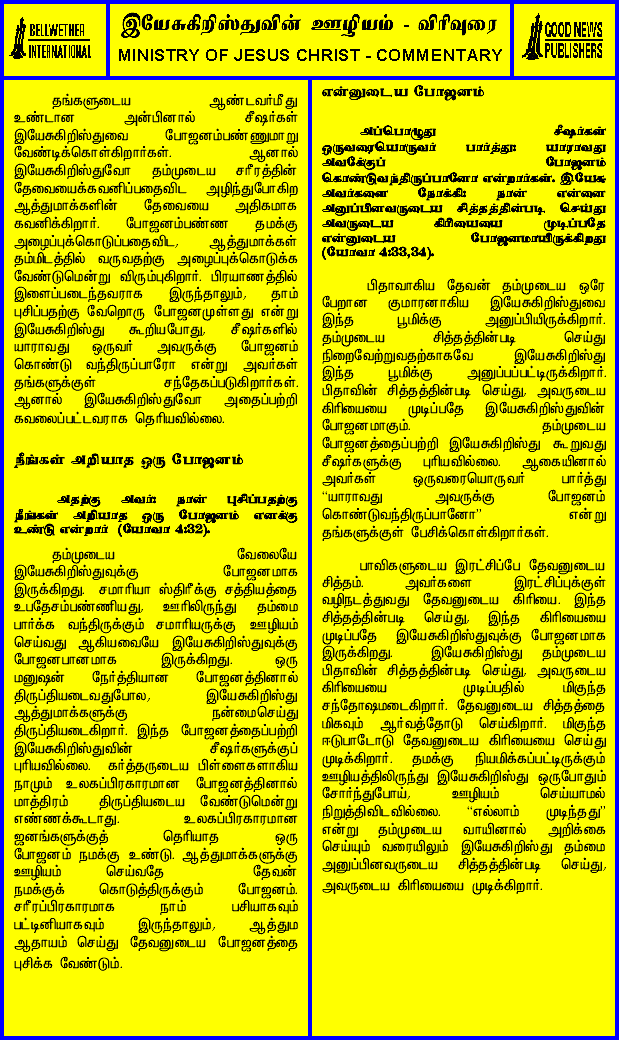 BELLWETHER
INTERNATIONAL
இயேசுகிறிஸ்துவின் ஊழியம் - விரிவுரை
MINISTRY OF JESUS CHRIST - COMMENTARY
GOOD NEWS
PUBLISHERS
தங்களுடைய ஆண்டவர்மீது
உண்டான அன்பினால் சீஷர்கள்
இயேசுகிறிஸ்துவை போஜனம்பண்ணுமாறு
வேண்டிக்கொள்கிறார்கள். ஆனால்
இயேசுகிறிஸ்துவோ தம்முடைய சரீரத்தின்
தேவையைக்கவனிப்பதைவிட அழிந்துபோகிற
ஆத்துமாக்களின் தேவையை அதிகமாக
கவனிக்கிறார். போஜனம்பண்ண தமக்கு
அழைப்புக்கொடுப்பதைவிட, ஆத்துமாக்கள்
தம்மிடத்தில் வருவதற்கு அழைப்புக்கொடுக்க
வேண்டுமென்று விரும்புகிறார். பிரயாணத்தில்
இளைப்படைந்தவராக இருந்தாலும், தாம்
புசிப்பதற்கு வேறொரு போஜனமுள்ளது என்று
இயேசுகிறிஸ்து கூறியபோது, சீஷர்களில்
யாராவது ஒருவர் அவருக்கு போஜனம்
கொண்டு வந்திருப்பாரோ என்று அவர்கள்
தங்களுக்குள் சந்தேகப்படுகிறார்கள்.
ஆனால் இயேசுகிறிஸ்துவோ அதைப்பற்றி
கவலைப்பட்டவராக தெரியவில்லை.
நீங்கள் அறியாத ஒரு போஜனம்
அதற்கு அவர்: நான் புசிப்பதற்கு
நீங்கள் அறியாத ஒரு போஜனம் எனக்கு
உண்டு என்றார் (யோவா 4:32).
தம்முடைய வேலையே
இயேசுகிறிஸ்துவுக்கு போஜனமாக
இருக்கிறது. சமாரியா ஸ்திரீக்கு சத்தியத்தை
உபதேசம்பண்ணியது, ஊரிலிருந்து தம்மை
பார்க்க வந்திருக்கும் சமாரியருக்கு ஊழியம்
செய்வது ஆகியவையே இயேசுகிறிஸ்துவுக்கு
போஜனபானமாக இருக்கிறது. ஒரு
மனுஷன் நேர்த்தியான போஜனத்தினால்
திருப்தியடைவதுபோல, இயேசுகிறிஸ்து
ஆத்துமாக்களுக்கு நன்மைசெய்து
திருப்தியடைகிறார். இந்த போஜனத்தைப்பற்றி
இயேசுகிறிஸ்துவின் சீஷர்களுக்குப்
புரியவில்லை. கர்த்தருடைய பிள்ளைகளாகிய
நாமும் உலகப்பிரகாரமான போஜனத்தினால்
மாத்திரம் திருப்தியடைய வேண்டுமென்று
எண்ணக்கூடாது. உலகப்பிரகாரமான
ஜனங்களுக்குத் தெரியாத ஒரு
போஜனம் நமக்கு உண்டு. ஆத்துமாக்களுக்கு
ஊழியம் செய்வதே தேவன்
நமக்குக் கொடுத்திருக்கும் போஜனம்.
சரீரப்பிரகாரமாக நாம் பசியாகவும்
பட்டினியாகவும் இருந்தாலும், ஆத்தும
ஆதாயம் செய்து தேவனுடைய போஜனத்தை
புசிக்க வேண்டும்.
என்னுடைய போஜனம்
அப்பொழுது சீஷர்கள்
ஒருவரையொருவர் பார்த்து: யாராவது
அவருக்குப் போஜனம்
கொண்டுவந்திருப்பானோ என்றார்கள். இயேசு
அவர்களை நோக்கி: நான் என்னை
அனுப்பினவருடைய சித்தத்தின்படி செய்து
அவருடைய கிரியையை முடிப்பதே
என்னுடைய போஜனமாயிருக்கிறது
(யோவா 4:33,34).
பிதாவாகிய தேவன் தம்முடைய ஒரே
பேறான குமாரனாகிய இயேசுகிறிஸ்துவை
இந்த பூமிக்கு அனுப்பியிருக்கிறார்.
தம்முடைய சித்தத்தின்படி செய்து
நிறைவேற்றுவதற்காகவே இயேசுகிறிஸ்து
இந்த பூமிக்கு அனுப்பப்பட்டிருக்கிறார்.
பிதாவின் சித்தத்தின்படி செய்து, அவருடைய
கிரியையை முடிப்பதே இயேசுகிறிஸ்துவின்
போஜனமாகும். தம்முடைய
போஜனத்தைப்பற்றி இயேசுகிறிஸ்து கூறுவது
சீஷர்களுக்கு புரியவில்லை. ஆகையினால்
அவர்கள் ஒருவரையொருவர் பார்த்து
“யாராவது அவருக்கு போஜனம்
கொண்டுவந்திருப்பானோ” என்று
தங்களுக்குள் பேசிக்கொள்கிறார்கள்.
பாவிகளுடைய இரட்சிப்பே தேவனுடைய
சித்தம். அவர்களை இரட்சிப்புக்குள்
வழிநடத்துவது தேவனுடைய கிரியை. இந்த
சித்தத்தின்படி செய்து, இந்த கிரியையை
முடிப்பதே இயேசுகிறிஸ்துவுக்கு போஜனமாக
இருக்கிறது. இயேசுகிறிஸ்து தம்முடைய
பிதாவின் சித்தத்தின்படி செய்து, அவருடைய
கிரியையை முடிப்பதில் மிகுந்த
சந்தோஷமடைகிறார். தேவனுடைய சித்தத்தை
மிகவும் ஆர்வத்தோடு செய்கிறார். மிகுந்த
ஈடுபாடோடு தேவனுடைய கிரியையை செய்து
முடிக்கிறார். தமக்கு நியமிக்கப்பட்டிருக்கும்
ஊழியத்திலிருந்து இயேசுகிறிஸ்து ஒருபோதும்
சோர்ந்துபோய், ஊழியம் செய்யாமல்
நிறுத்திவிடவில்லை. “எல்லாம் முடிந்தது”
என்று தம்முடைய வாயினால் அறிக்கை
செய்யும் வரையிலும் இயேசுகிறிஸ்து தம்மை
அனுப்பினவருடைய சித்தத்தின்படி செய்து,
அவருடைய கிரியையை முடிக்கிறார்.